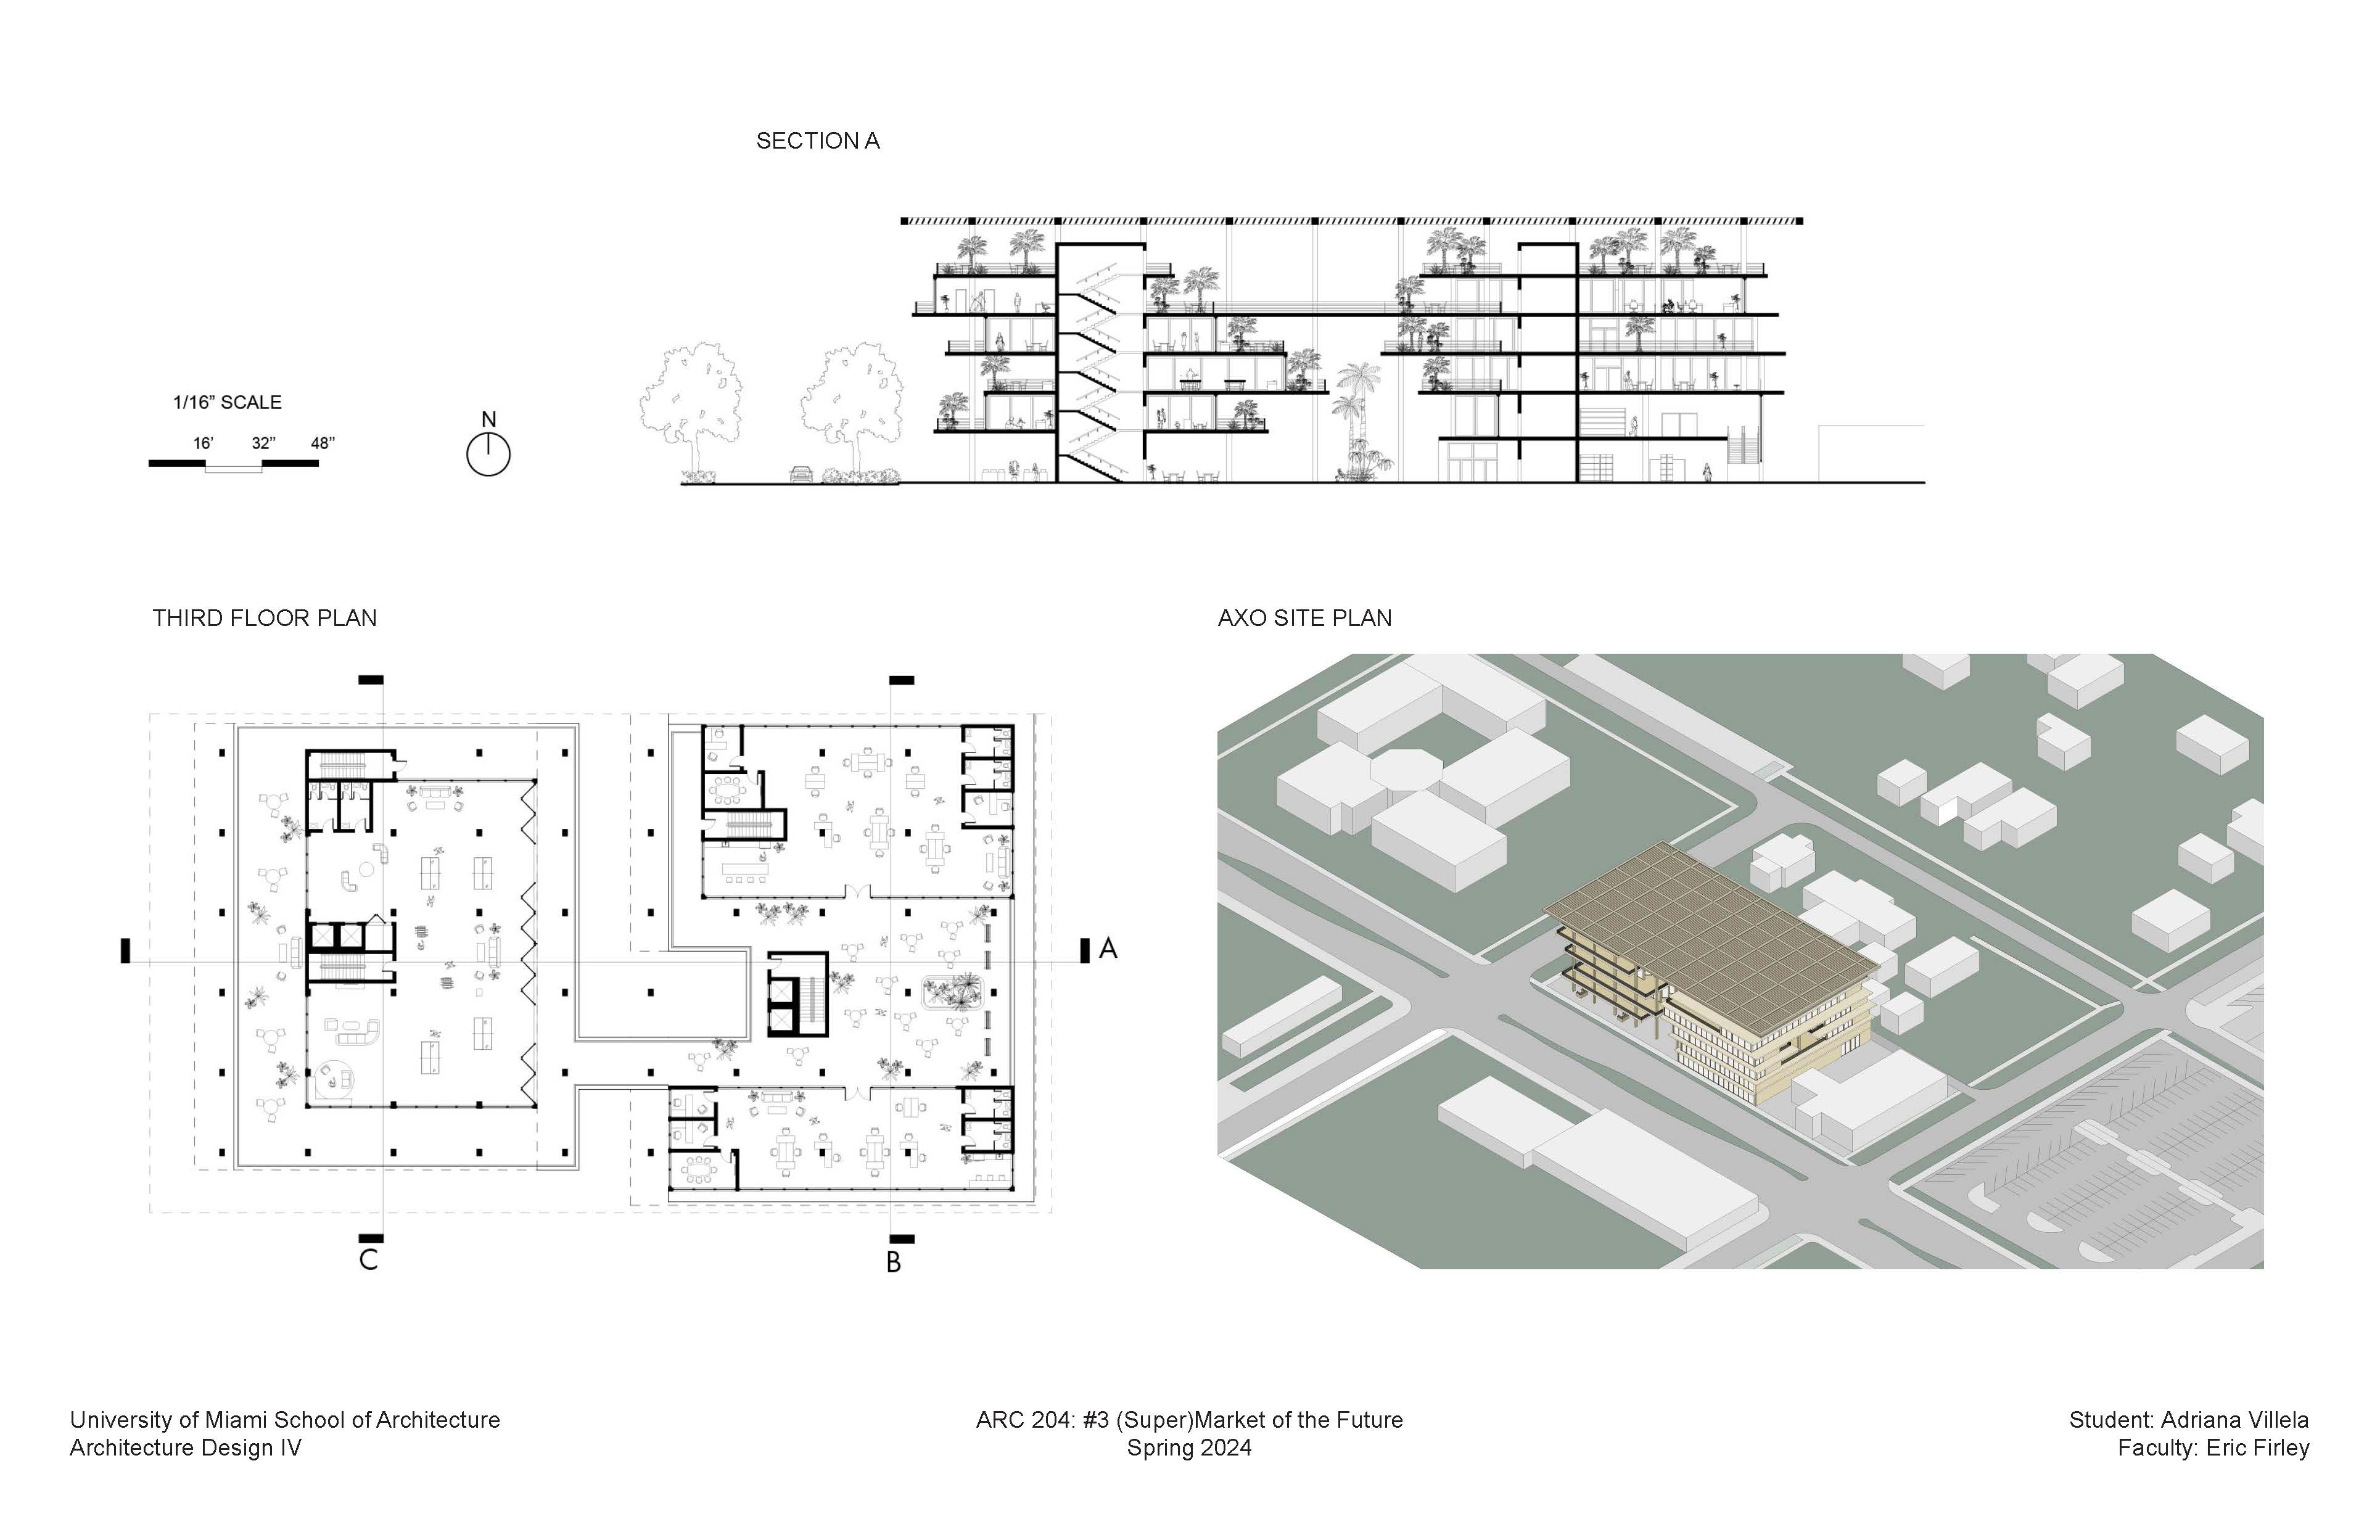 SECTION A
1/16” SCALE
16’ 32” 48”
N
THIRD FLOOR PLAN
AXO SITE PLAN
A
C
B
University of Miami School of Architecture
Architecture Design IV
ARC 204: #3 (Super)Market of the Future
Spring 2024
Student: Adriana Villela
Faculty: Eric Firley